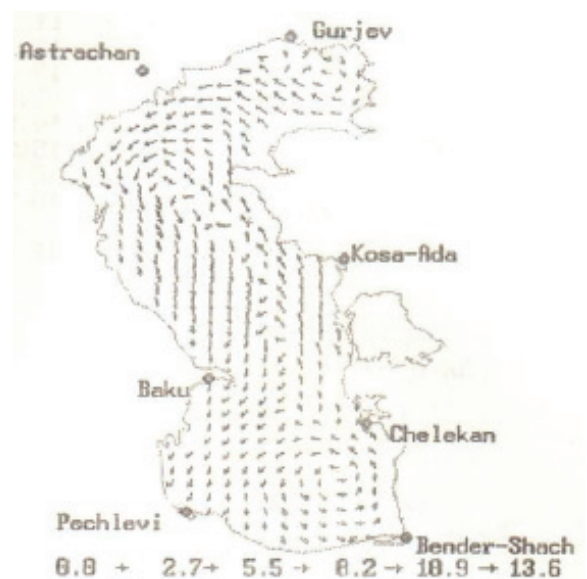 Gurjev
Astrachan
Kosa-Ada
Baku
Chelekan
Pechlevi
Bender-Shach
0.0 → 2.7→ 5.5 → 8.2 → 10.9 → 13.6